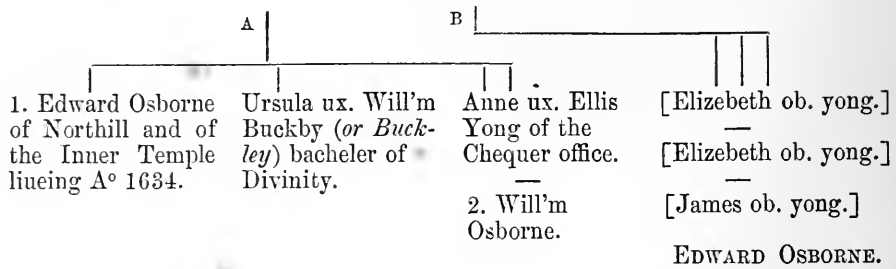 A
B
1. Edward Osborne
of Northill and of
the Inner Temple
liueing Aº 1634.
Ursula ux. Will'm
Buckby (or Buck-
ley) bacheler of
Divinity.
Anne ux. Ellis
Yong of the
Chequer office.
—
2. Will'm
Osborne.
[Elizebeth ob. yong.]
—
[Elizebeth ob. yong.]
—
[James ob. yong.]
EDWARD OSBORNE.